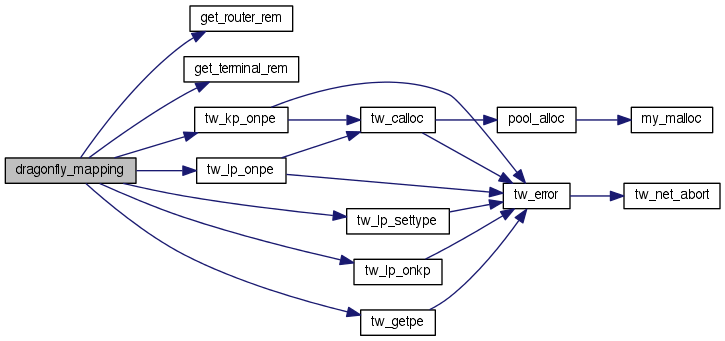 get_router_rem
get_terminal_rem
tw_kp_onpe
tw_calloc
pool_alloc
my_malloc
dragonfly_mapping
tw_lp_onpe
tw_error
tw_net_abort
tw_lp_settype
tw_lp_onkp
tw_getpe